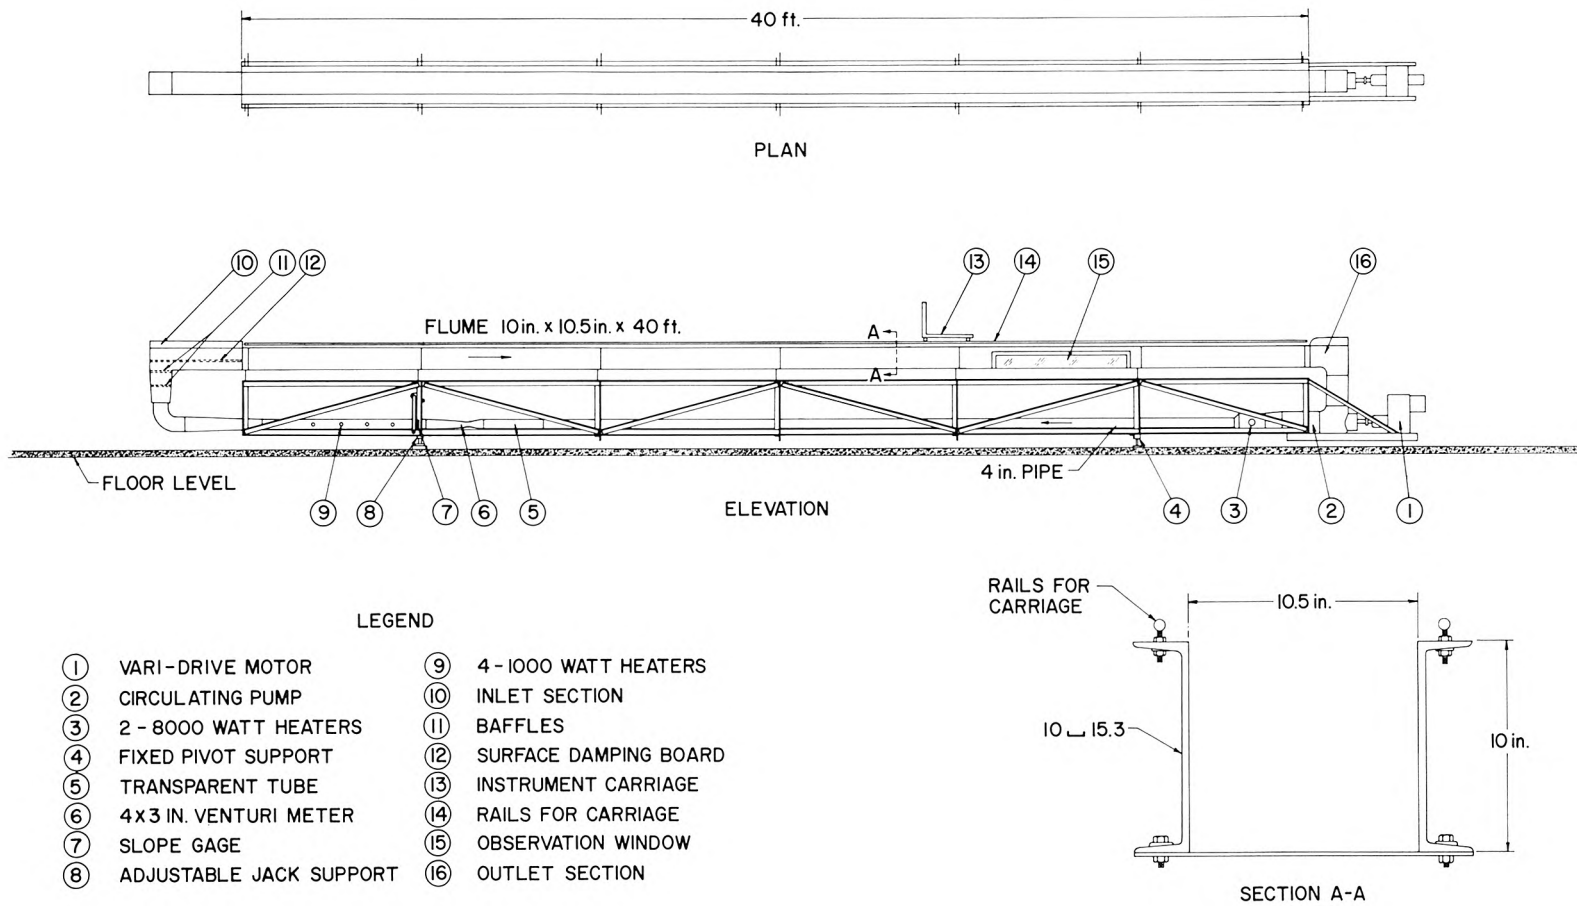 40 ft.
PLAN
10 11 12 13 14 15 16
FLUME 10 in. x 10.5 in. x 40 ft.
A
A
4 in. PIPE
FLOOR LEVEL
9 8 7 6 5 4 3 2 1
ELEVATION
LEGEND
1 VARI-DRIVE MOTOR
2 CIRCULATING PUMP
3 2-8000 WATT HEATERS
4 FIXED PIVOT SUPPORT
5 TRANSPARENT TUBE
6 4x3 IN. VENTURI METER
7 SLOPE GAGE
8 ADJUSTABLE JACK SUPPORT
9 4-1000 WATT HEATERS
10 INLET SECTION
11 BAFFLES
12 SURFACE DAMPING BOARD
13 INSTRUMENT CARRIAGE
14 RAILS FOR CARRIAGE
15 OBSERVATION WINDOW
16 OUTLET SECTION
RAILS FOR
CARRIAGE
10.5 in.
10 ⌴ 15.3
10 in.
SECTION A-A